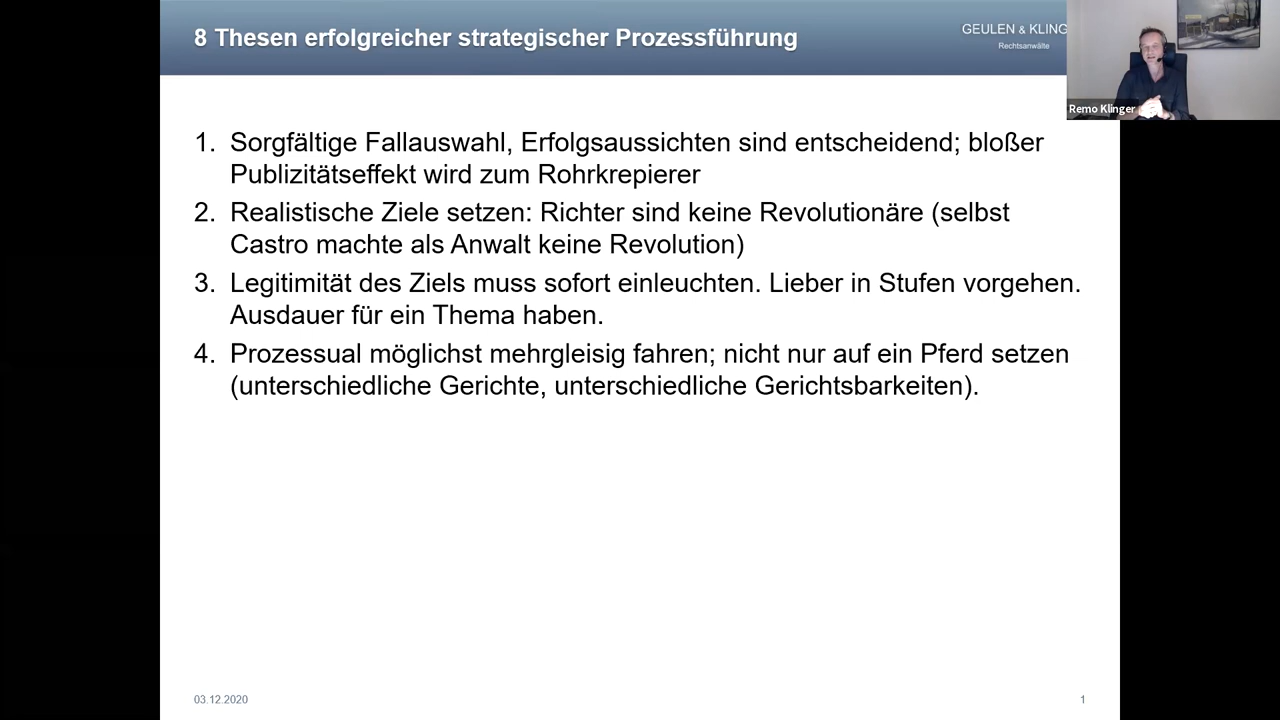 8 Thesen erfolgreicher strategischer Prozessführung
GEULEN & KLING
Rechtsanwälte
Remo Klinger
1. Sorgfältige Fallauswahl, Erfolgsaussichten sind entscheidend; bloßer
Publizitätseffekt wird zum Rohrkrepierer
2. Realistische Ziele setzen: Richter sind keine Revolutionäre (selbst
Castro machte als Anwalt keine Revolution)
3. Legitimität des Ziels muss sofort einleuchten. Lieber in Stufen vorgehen.
Ausdauer für ein Thema haben.
4. Prozessual möglichst mehrgleisig fahren; nicht nur auf ein Pferd setzen
(unterschiedliche Gerichte, unterschiedliche Gerichtsbarkeiten).
03.12.2020
1